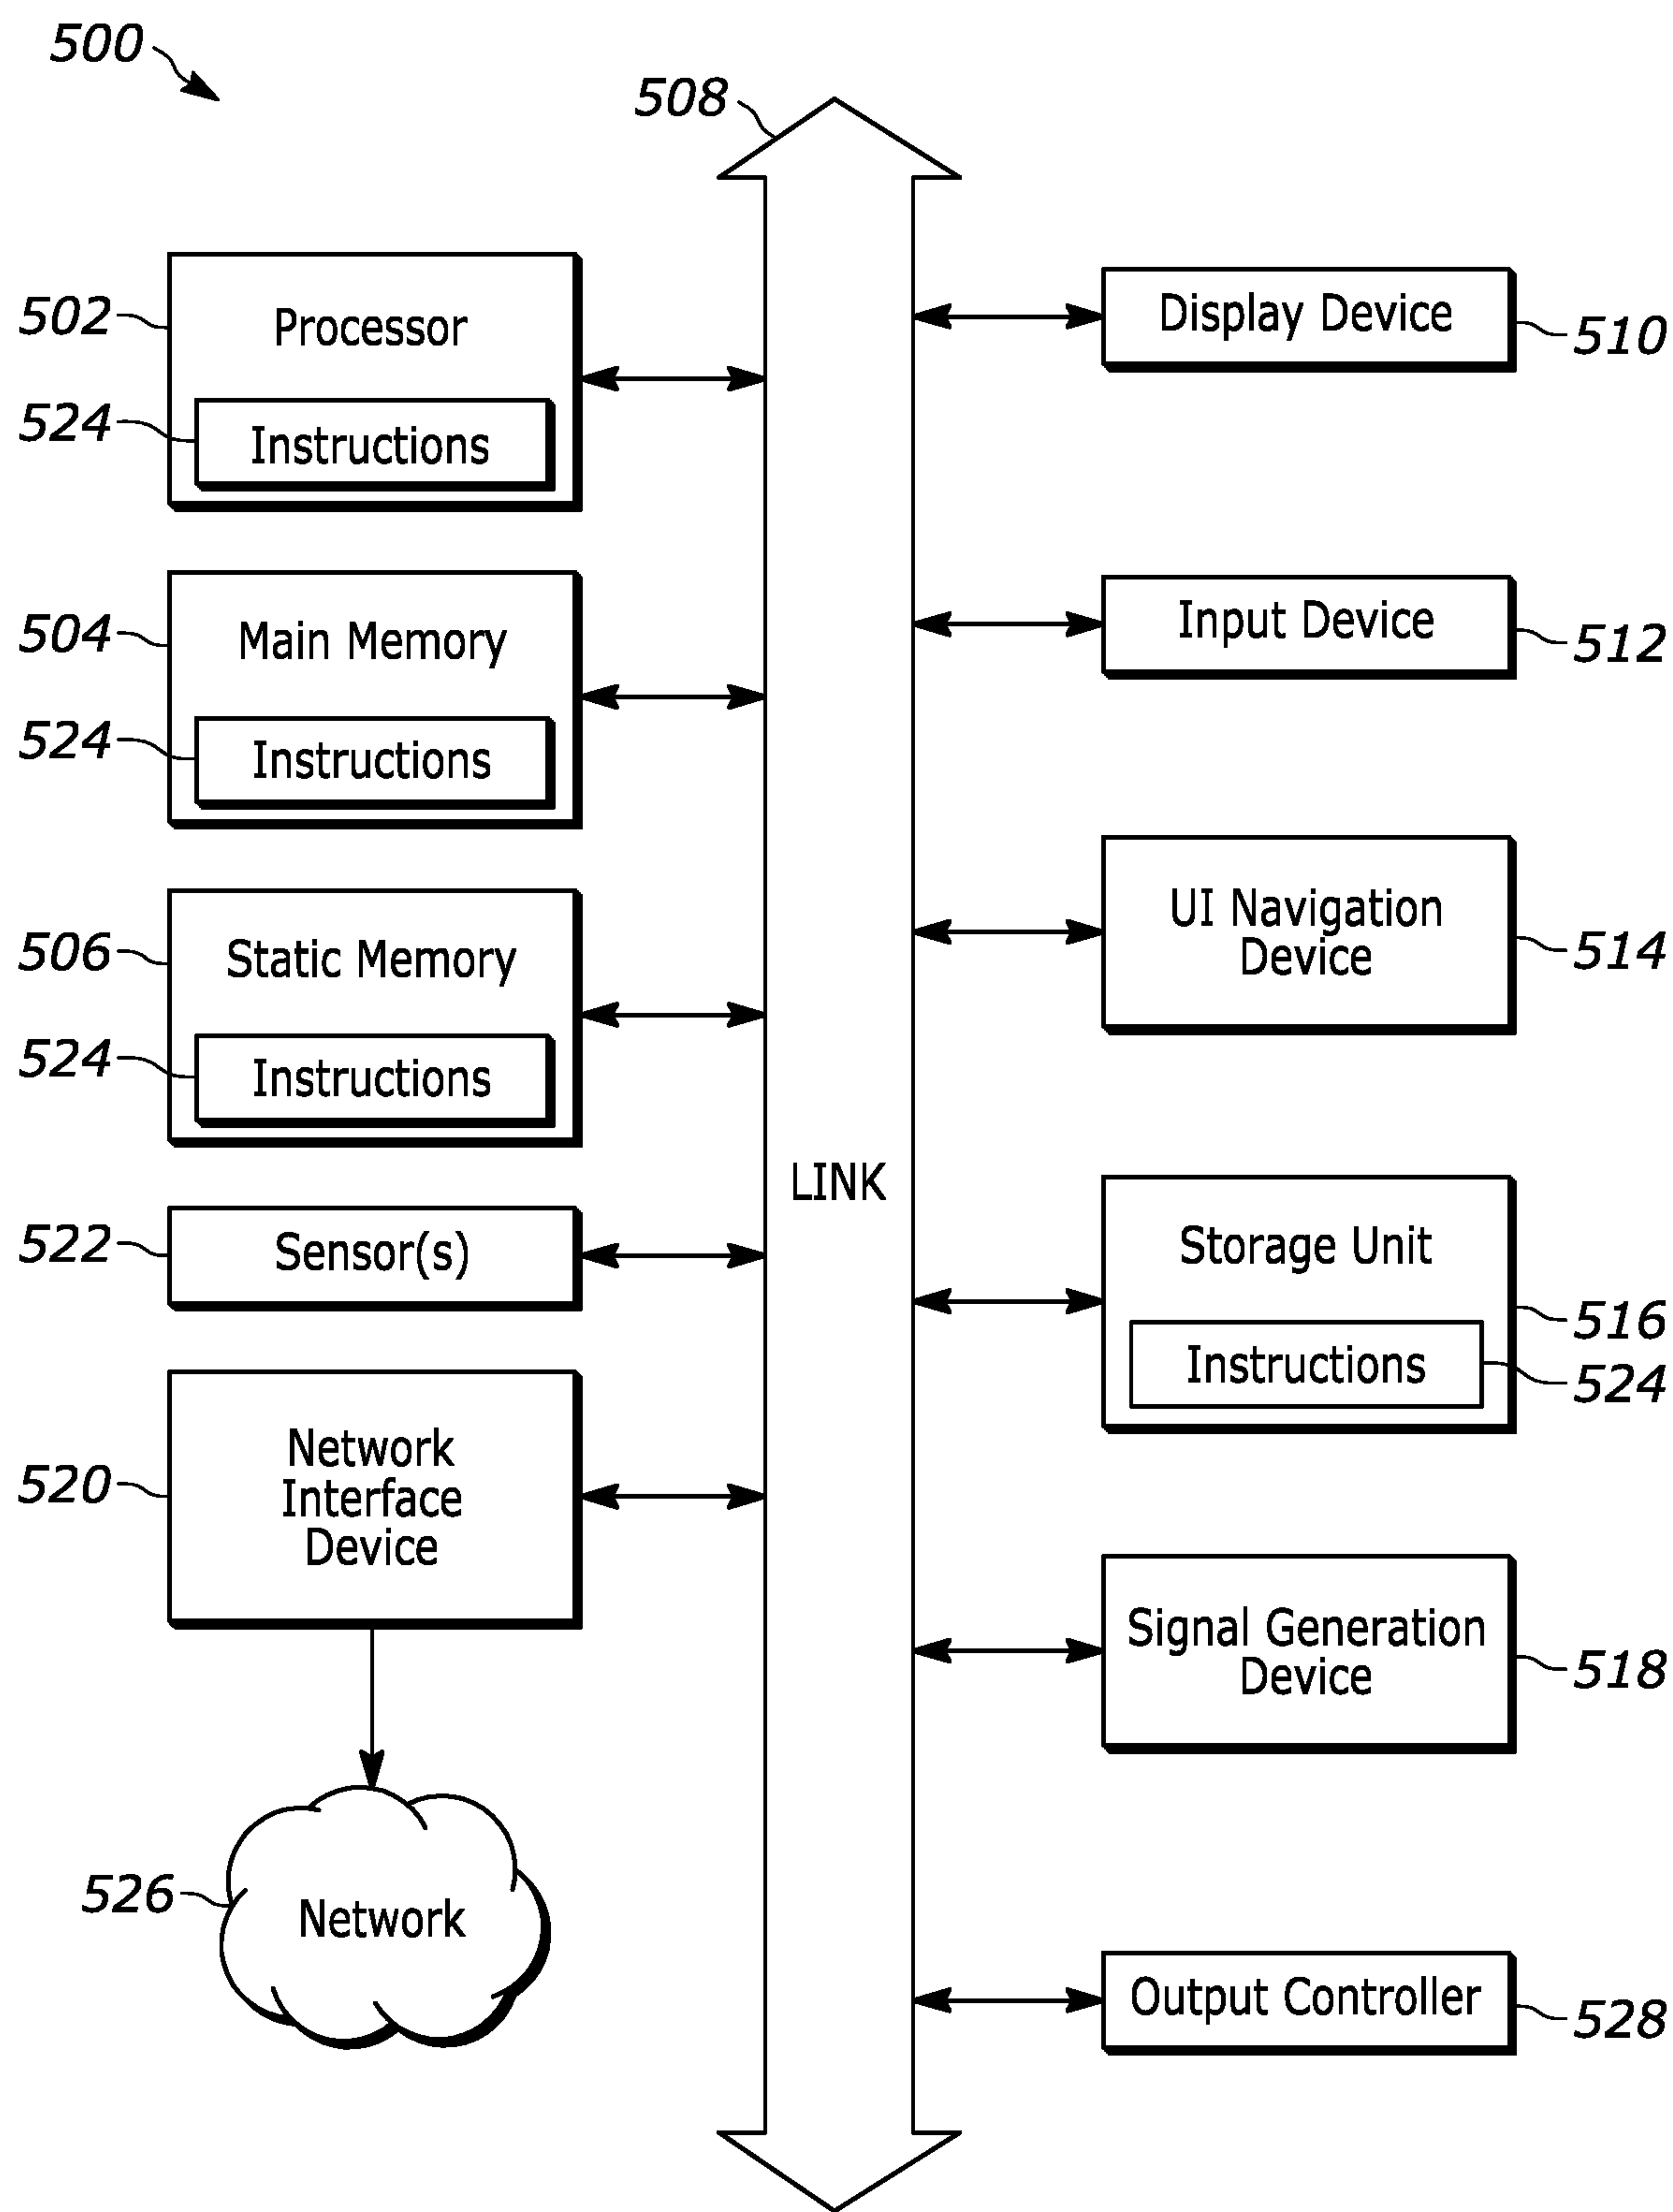 500
508
502
Processor
524
Instructions
504
Main Memory
524
Instructions
506
Static Memory
524
Instructions
522
Sensor(s)
520
Network
Interface
Device
526
Network
LINK
Display Device
510
Input Device
512
UI Navigation
Device
514
Storage Unit
516
Instructions
524
Signal Generation
Device
518
Output Controller
528